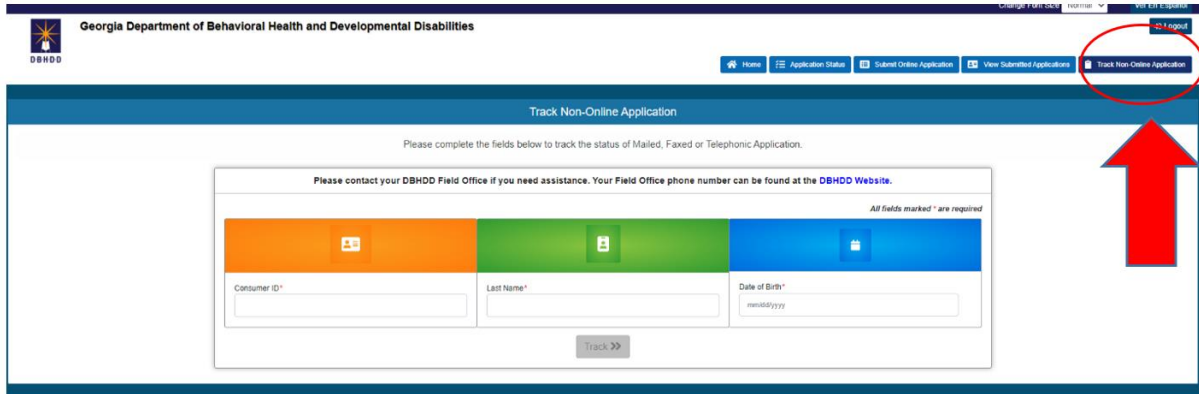 Change Font Size Normal Ver En Español
Georgia Department of Behavioral Health and Developmental Disabilities
Logout
DBHDD
Home Application Status Submit Online Application View Submitted Applications Track Non-Online Application
Track Non-Online Application
Please complete the fields below to track the status of Mailed, Faxed or Telephonic Application.
Please contact your DBHDD Field Office if you need assistance. Your Field Office phone number can be found at the DBHDD Website.
All fields marked * are required
Consumer ID* Last Name* Date of Birth*
mm/dd/yyyy
Track